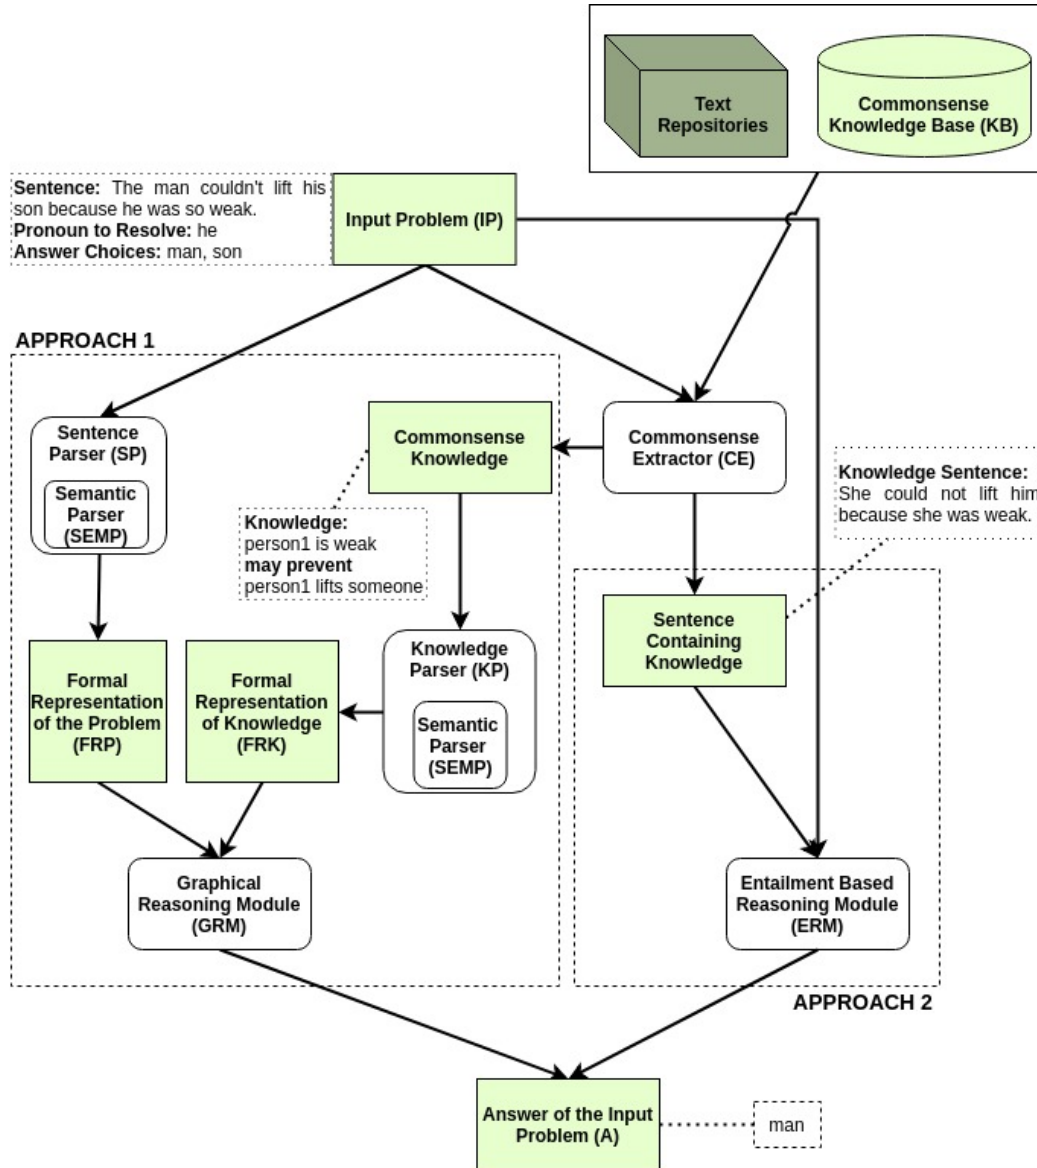 Text
Repositories
Commonsense
Knowledge Base (KB)
Sentence: The man couldn't lift his
son because he was so weak.
Pronoun to Resolve: he
Answer Choices: man, son
Input Problem (IP)
APPROACH 1
Sentence
Parser (SP)
Semantic
Parser
(SEMP)
Commonsense
Knowledge
Commonsense
Extractor (CE)
Knowledge Sentence:
She could not lift him
because she was weak.
Knowledge:
person1 is weak
may prevent
person1 lifts someone
Sentence
Containing
Knowledge
Formal
Representation
of the Problem
(FRP)
Formal
Representation
of Knowledge
(FRK)
Knowledge
Parser (KP)
Semantic
Parser
(SEMP)
Graphical
Reasoning Module
(GRM)
Entailment Based
Reasoning Module
(ERM)
APPROACH 2
Answer of the Input
Problem (A)
man